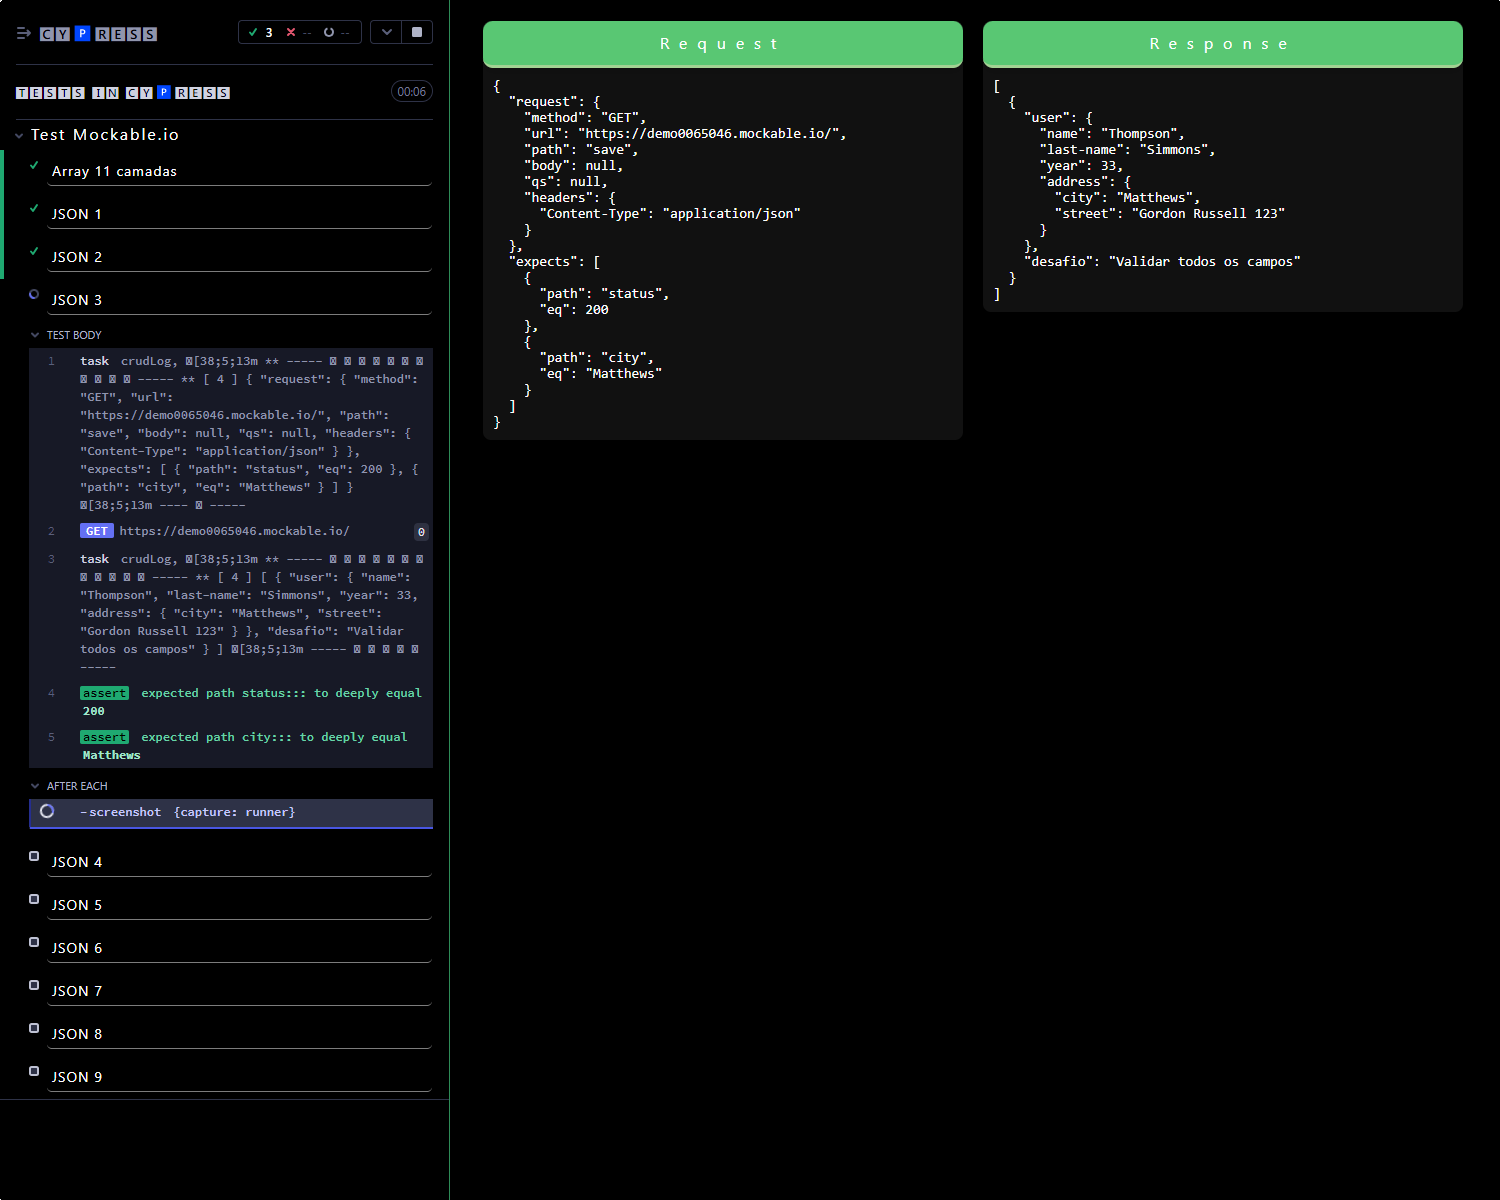 CYPRESS
3 -- --
TESTS IN CYPRESS
00:06
Test Mockable.io
Array 11 camadas
JSON 1
JSON 2
JSON 3
TEST BODY
1 task crudLog, [38;5;13m ** -----
----- ** [ 4 ] { "request": { "method":
"GET", "url":
"https://demo0065046.mockable.io/", "path":
"save", "body": null, "qs": null, "headers": {
"Content-Type": "application/json" } },
"expects": [ { "path": "status", "eq": 200 }, {
"path": "city", "eq": "Matthews" } ] }
[38;5;13m ---- -----
2 GET https://demo0065046.mockable.io/ 0
3 task crudLog, [38;5;13m ** -----
----- ** [ 4 ] [ { "user": { "name":
"Thompson", "last-name": "Simmons", "year": 33,
"address": { "city": "Matthews", "street":
"Gordon Russell 123" } }, "desafio": "Validar
todos os campos" } ] [38;5;13m -----
-----
4 assert expected path status::: to deeply equal
200
5 assert expected path city::: to deeply equal
Matthews
AFTER EACH
-screenshot {capture: runner}
JSON 4
JSON 5
JSON 6
JSON 7
JSON 8
JSON 9
Request
{
"request": {
"method": "GET",
"url": "https://demo0065046.mockable.io/",
"path": "save",
"body": null,
"qs": null,
"headers": {
"Content-Type": "application/json"
}
},
"expects": [
{
"path": "status",
"eq": 200
},
{
"path": "city",
"eq": "Matthews"
}
]
}
Response
[
{
"user": {
"name": "Thompson",
"last-name": "Simmons",
"year": 33,
"address": {
"city": "Matthews",
"street": "Gordon Russell 123"
}
},
"desafio": "Validar todos os campos"
}
]